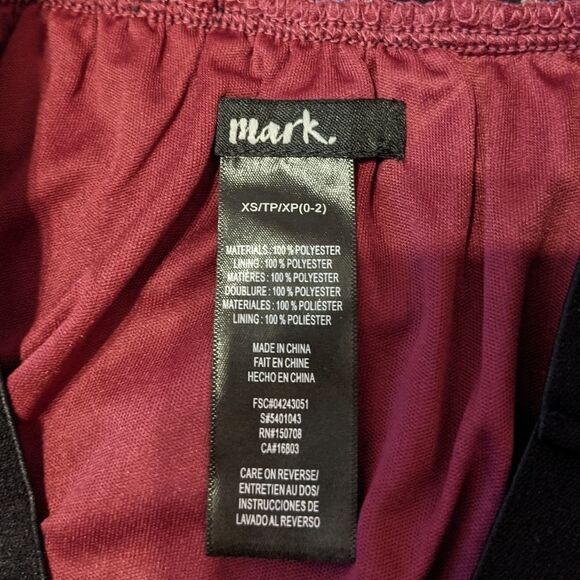 mark.
XS/TP/XP(0-2)
MATERIALS : 100 % POLYESTER
LINING : 100 % POLYESTER
MATIÈRES : 100 % POLYESTER
DOUBLURE : 100 % POLYESTER
MATERIALES : 100 % POLIÉSTER
LINING : 100 % POLIÉSTER
MADE IN CHINA
FAIT EN CHINE
HECHO EN CHINA
FSC#04243051
S#5401043
RN#150708
CA#16803
CARE ON REVERSE/
ENTRETIEN AU DOS/
INSTRUCCIONES DE
LAVADO AL REVERSO